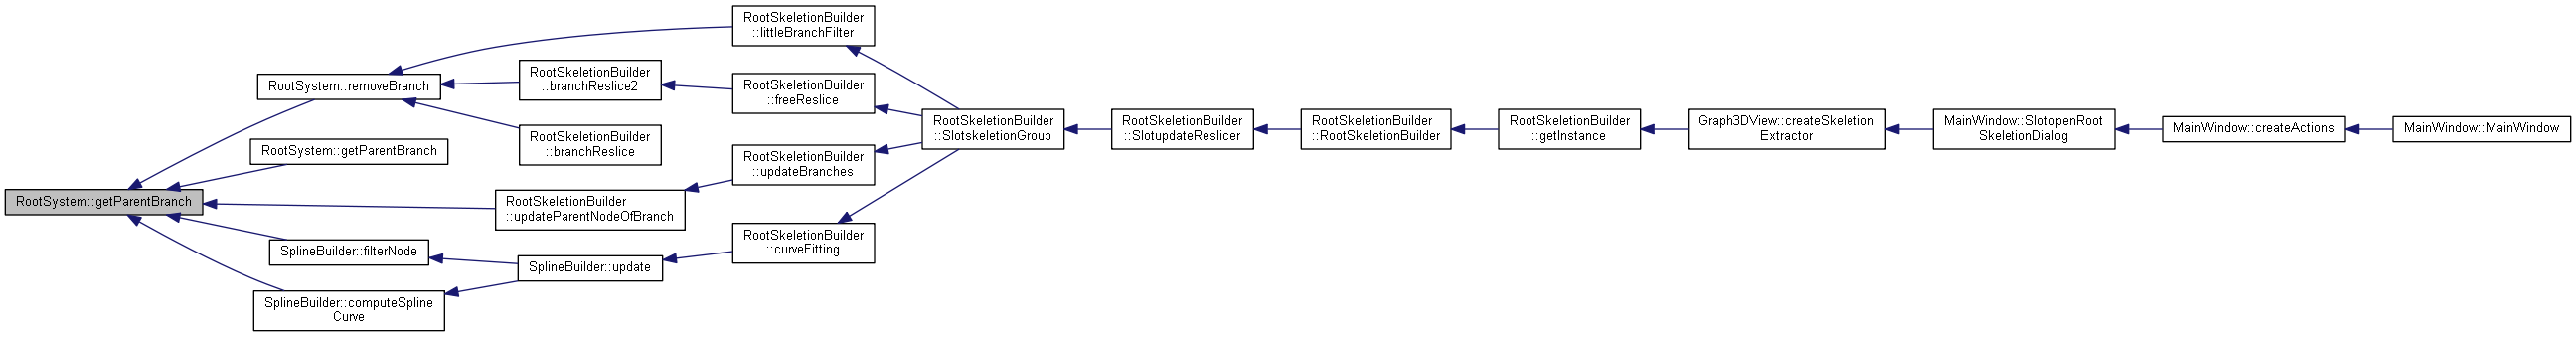 RootSystem::getParentBranch
RootSystem::removeBranch
RootSystem::getParentBranch
RootSkeletionBuilder
::updateParentNodeOfBranch
SplineBuilder::filterNode
SplineBuilder::computeSpline
Curve
RootSkeletionBuilder
::littleBranchFilter
RootSkeletionBuilder
::branchReslice2
RootSkeletionBuilder
::branchReslice
RootSkeletionBuilder
::freeReslice
RootSkeletionBuilder
::updateBranches
SplineBuilder::update
RootSkeletionBuilder
::curveFitting
RootSkeletionBuilder
::SlotskeletionGroup
RootSkeletionBuilder
::SlotupdateReslicer
RootSkeletionBuilder
::RootSkeletionBuilder
RootSkeletionBuilder
::getInstance
Graph3DView::createSkeletion
Extractor
MainWindow::SlotopenRoot
SkeletionDialog
MainWindow::createActions
MainWindow::MainWindow